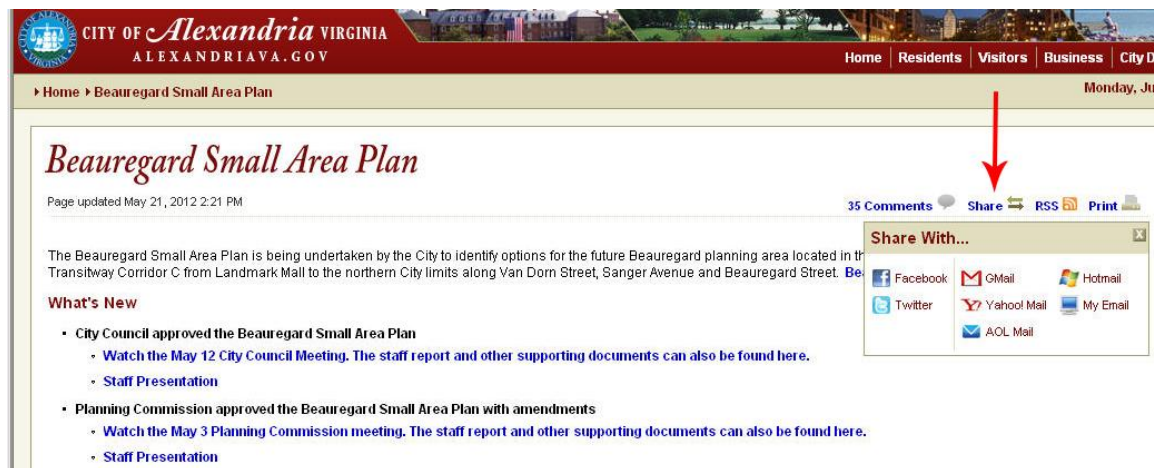 CITY OF Alexandria VIRGINIA
ALEXANDRIAVA.GOV
Home Residents Visitors Business City D
Home Beauregard Small Area Plan
Monday, Ju
Beauregard Small Area Plan
Page updated May 21, 2012 2:21 PM
35 Comments Share RSS Print
Share With...
Facebook GMail Hotmail
Twitter Yahoo! Mail My Email
AOL Mail
The Beauregard Small Area Plan is being undertaken by the City to identify options for the future Beauregard planning area located in th
Transitway Corridor C from Landmark Mall to the northern City limits along Van Dorn Street, Sanger Avenue and Beauregard Street. Be
What's New
• City Council approved the Beauregard Small Area Plan
◦ Watch the May 12 City Council Meeting. The staff report and other supporting documents can also be found here.
◦ Staff Presentation
• Planning Commission approved the Beauregard Small Area Plan with amendments
◦ Watch the May 3 Planning Commission meeting. The staff report and other supporting documents can also be found here.
◦ Staff Presentation